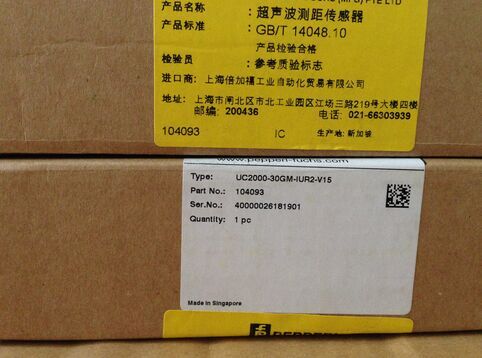 PTE LTD
产品名称： : 超声波测距传感器
产品标准： : GB/T 14048.10
产品检验合格
检验员： : 参考质验标志
进口商： 上海倍加福工业自动化贸易有限公司
地址： 上海市闸北区市北工业园区江场三路219号大楼四楼
邮编： 200436 电话： 021-66303939
104093 IC 生产地: 新加坡
www.pepperl-fuchs.com
Type: UC2000-30GM-IUR2-V15
Part No.: 104093
Ser.No.: 40000026181901
Quantity: 1 pc
Made in Singapore